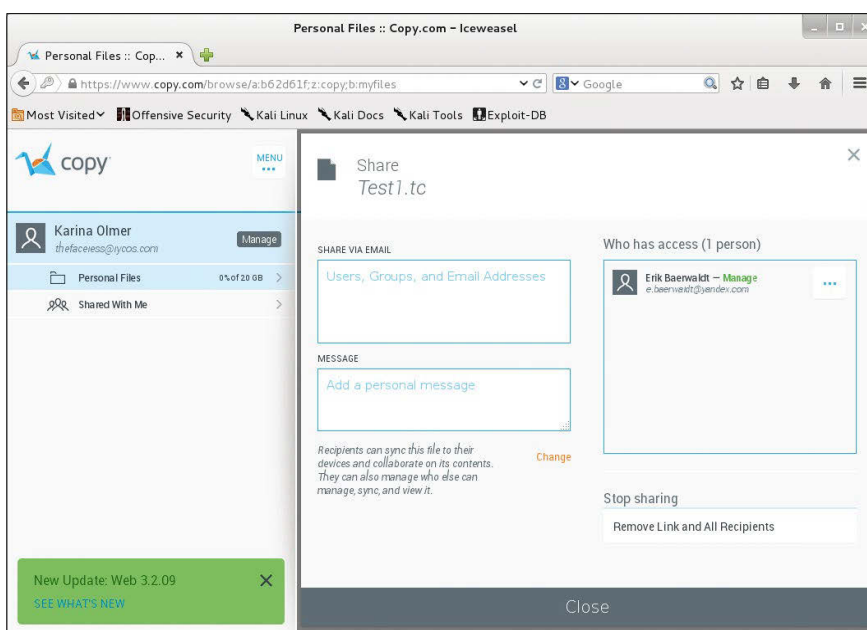 Personal Files :: Copy.com – Iceweasel
Personal Files :: Cop...
https://www.copy.com/browse/a:b62d61f;z:copy;b:myfiles
Google
Most Visited
Offensive Security
Kali Linux
Kali Docs
Kali Tools
Exploit-DB
copy
MENU
Karina Olmer
Manage
Personal Files
0% of 20 GB
Shared With Me
New Update: Web 3.2.09
SEE WHAT'S NEW
Share
Test1.tc
SHARE VIA EMAIL
Users, Groups, and Email Addresses
MESSAGE
Add a personal message
Recipients can sync this file to their
devices and collaborate on its contents.
They can also manage who else can
manage, sync, and view it.
Change
Who has access (1 person)
Erik Baerwaldt – Manage
e.baerwaldt@yandex.com
Stop sharing
Remove Link and All Recipients
Close